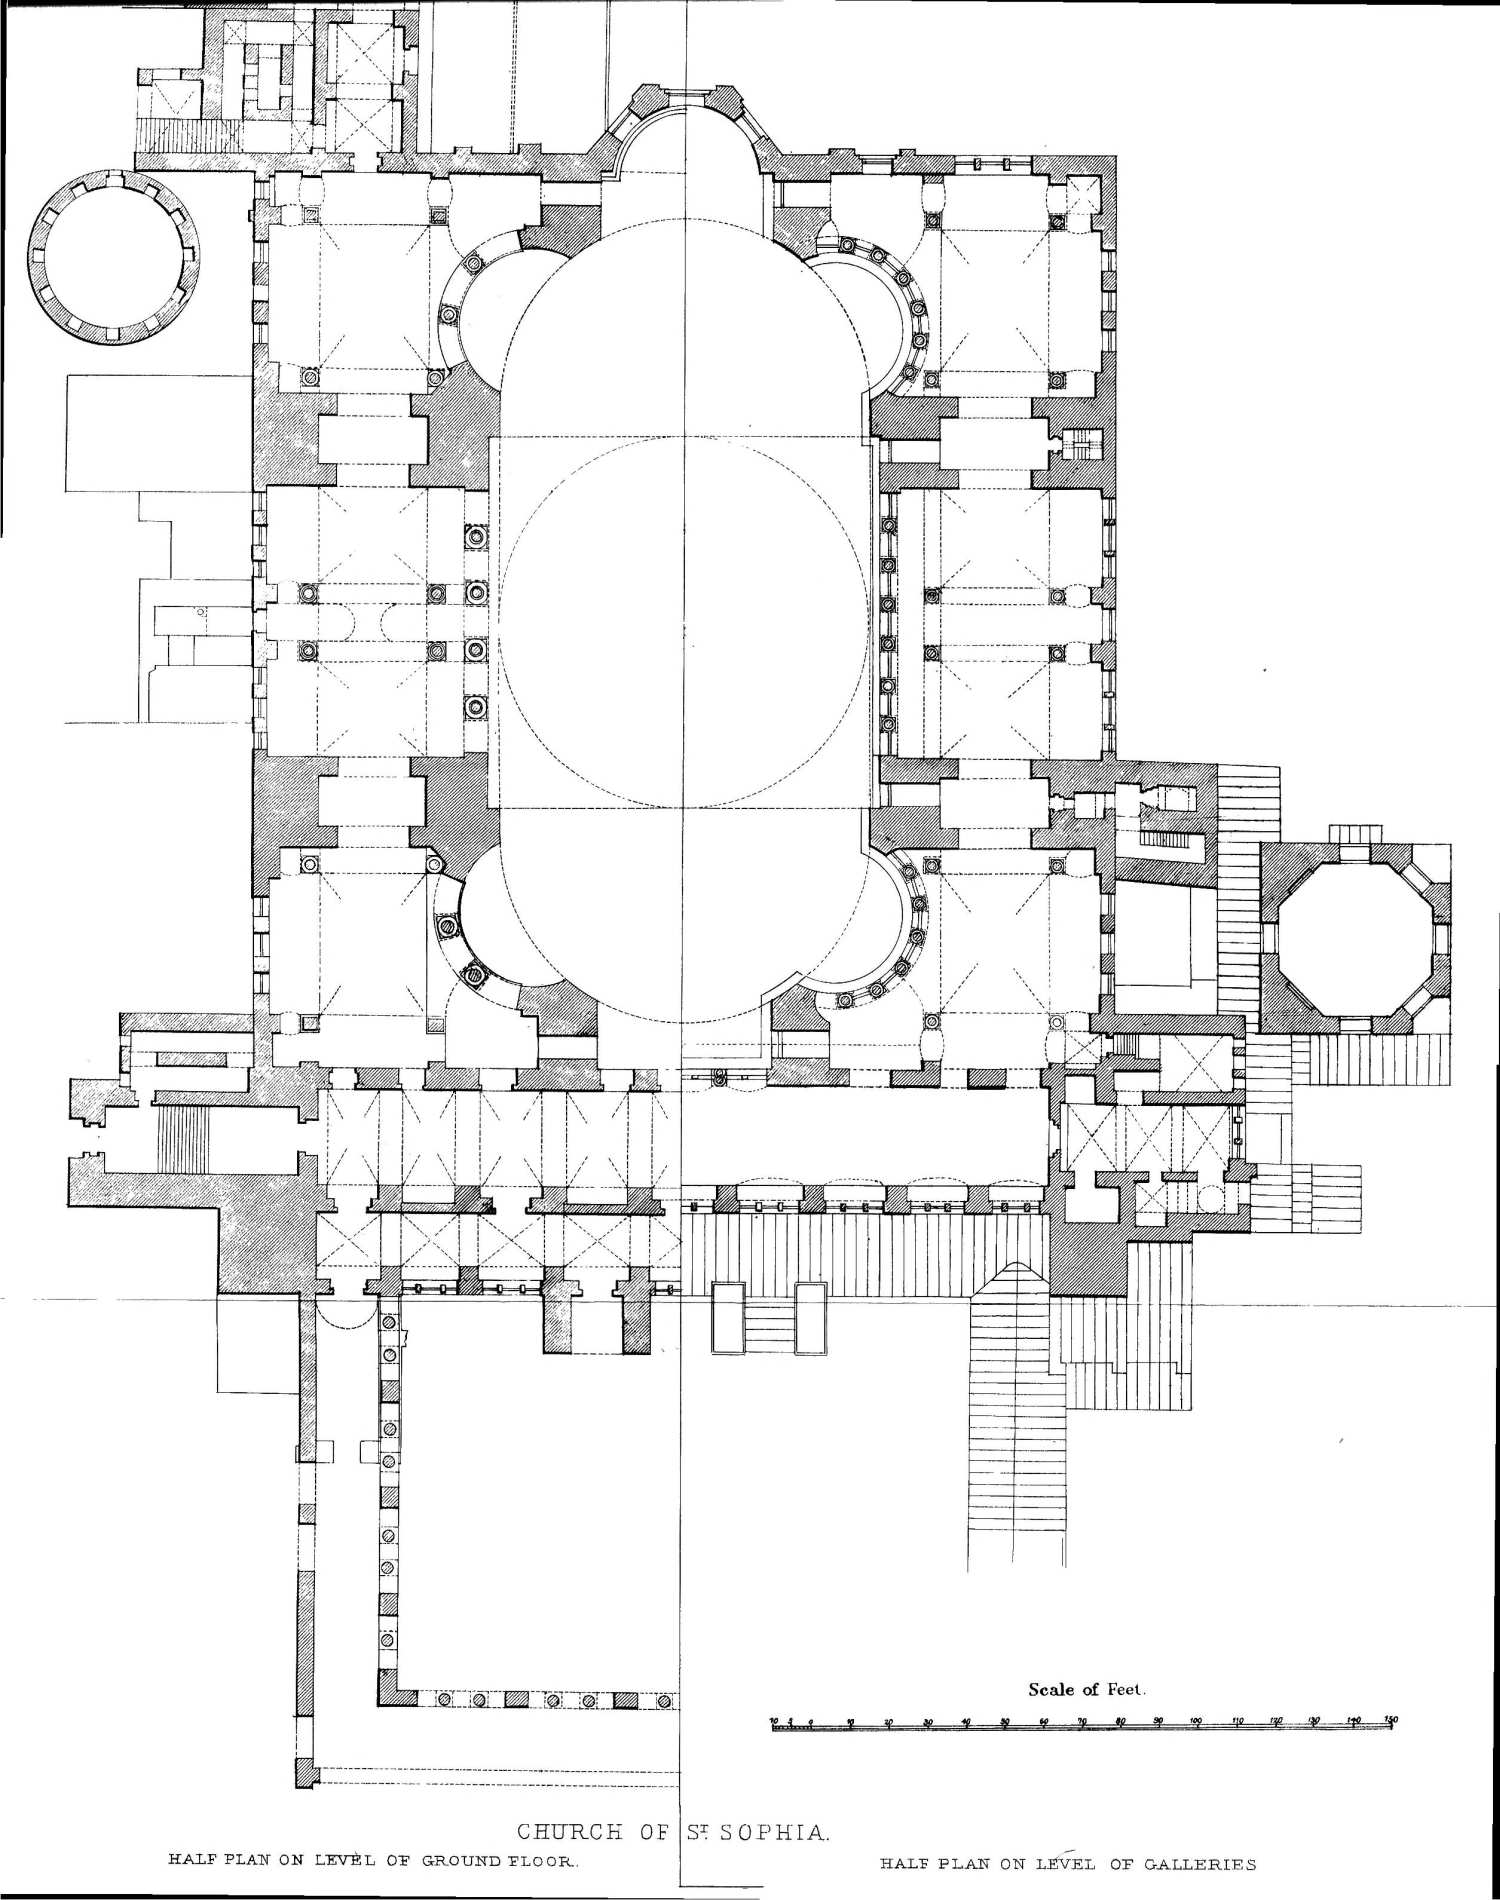 Scale of Feet.
10 5 0 10 20 30 40 50 60 70 80 90 100 110 120 130 140 150
CHURCH OF ST. SOPHIA.
HALF PLAN ON LEVEL OF GROUND FLOOR.
HALF PLAN ON LEVEL OF GALLERIES